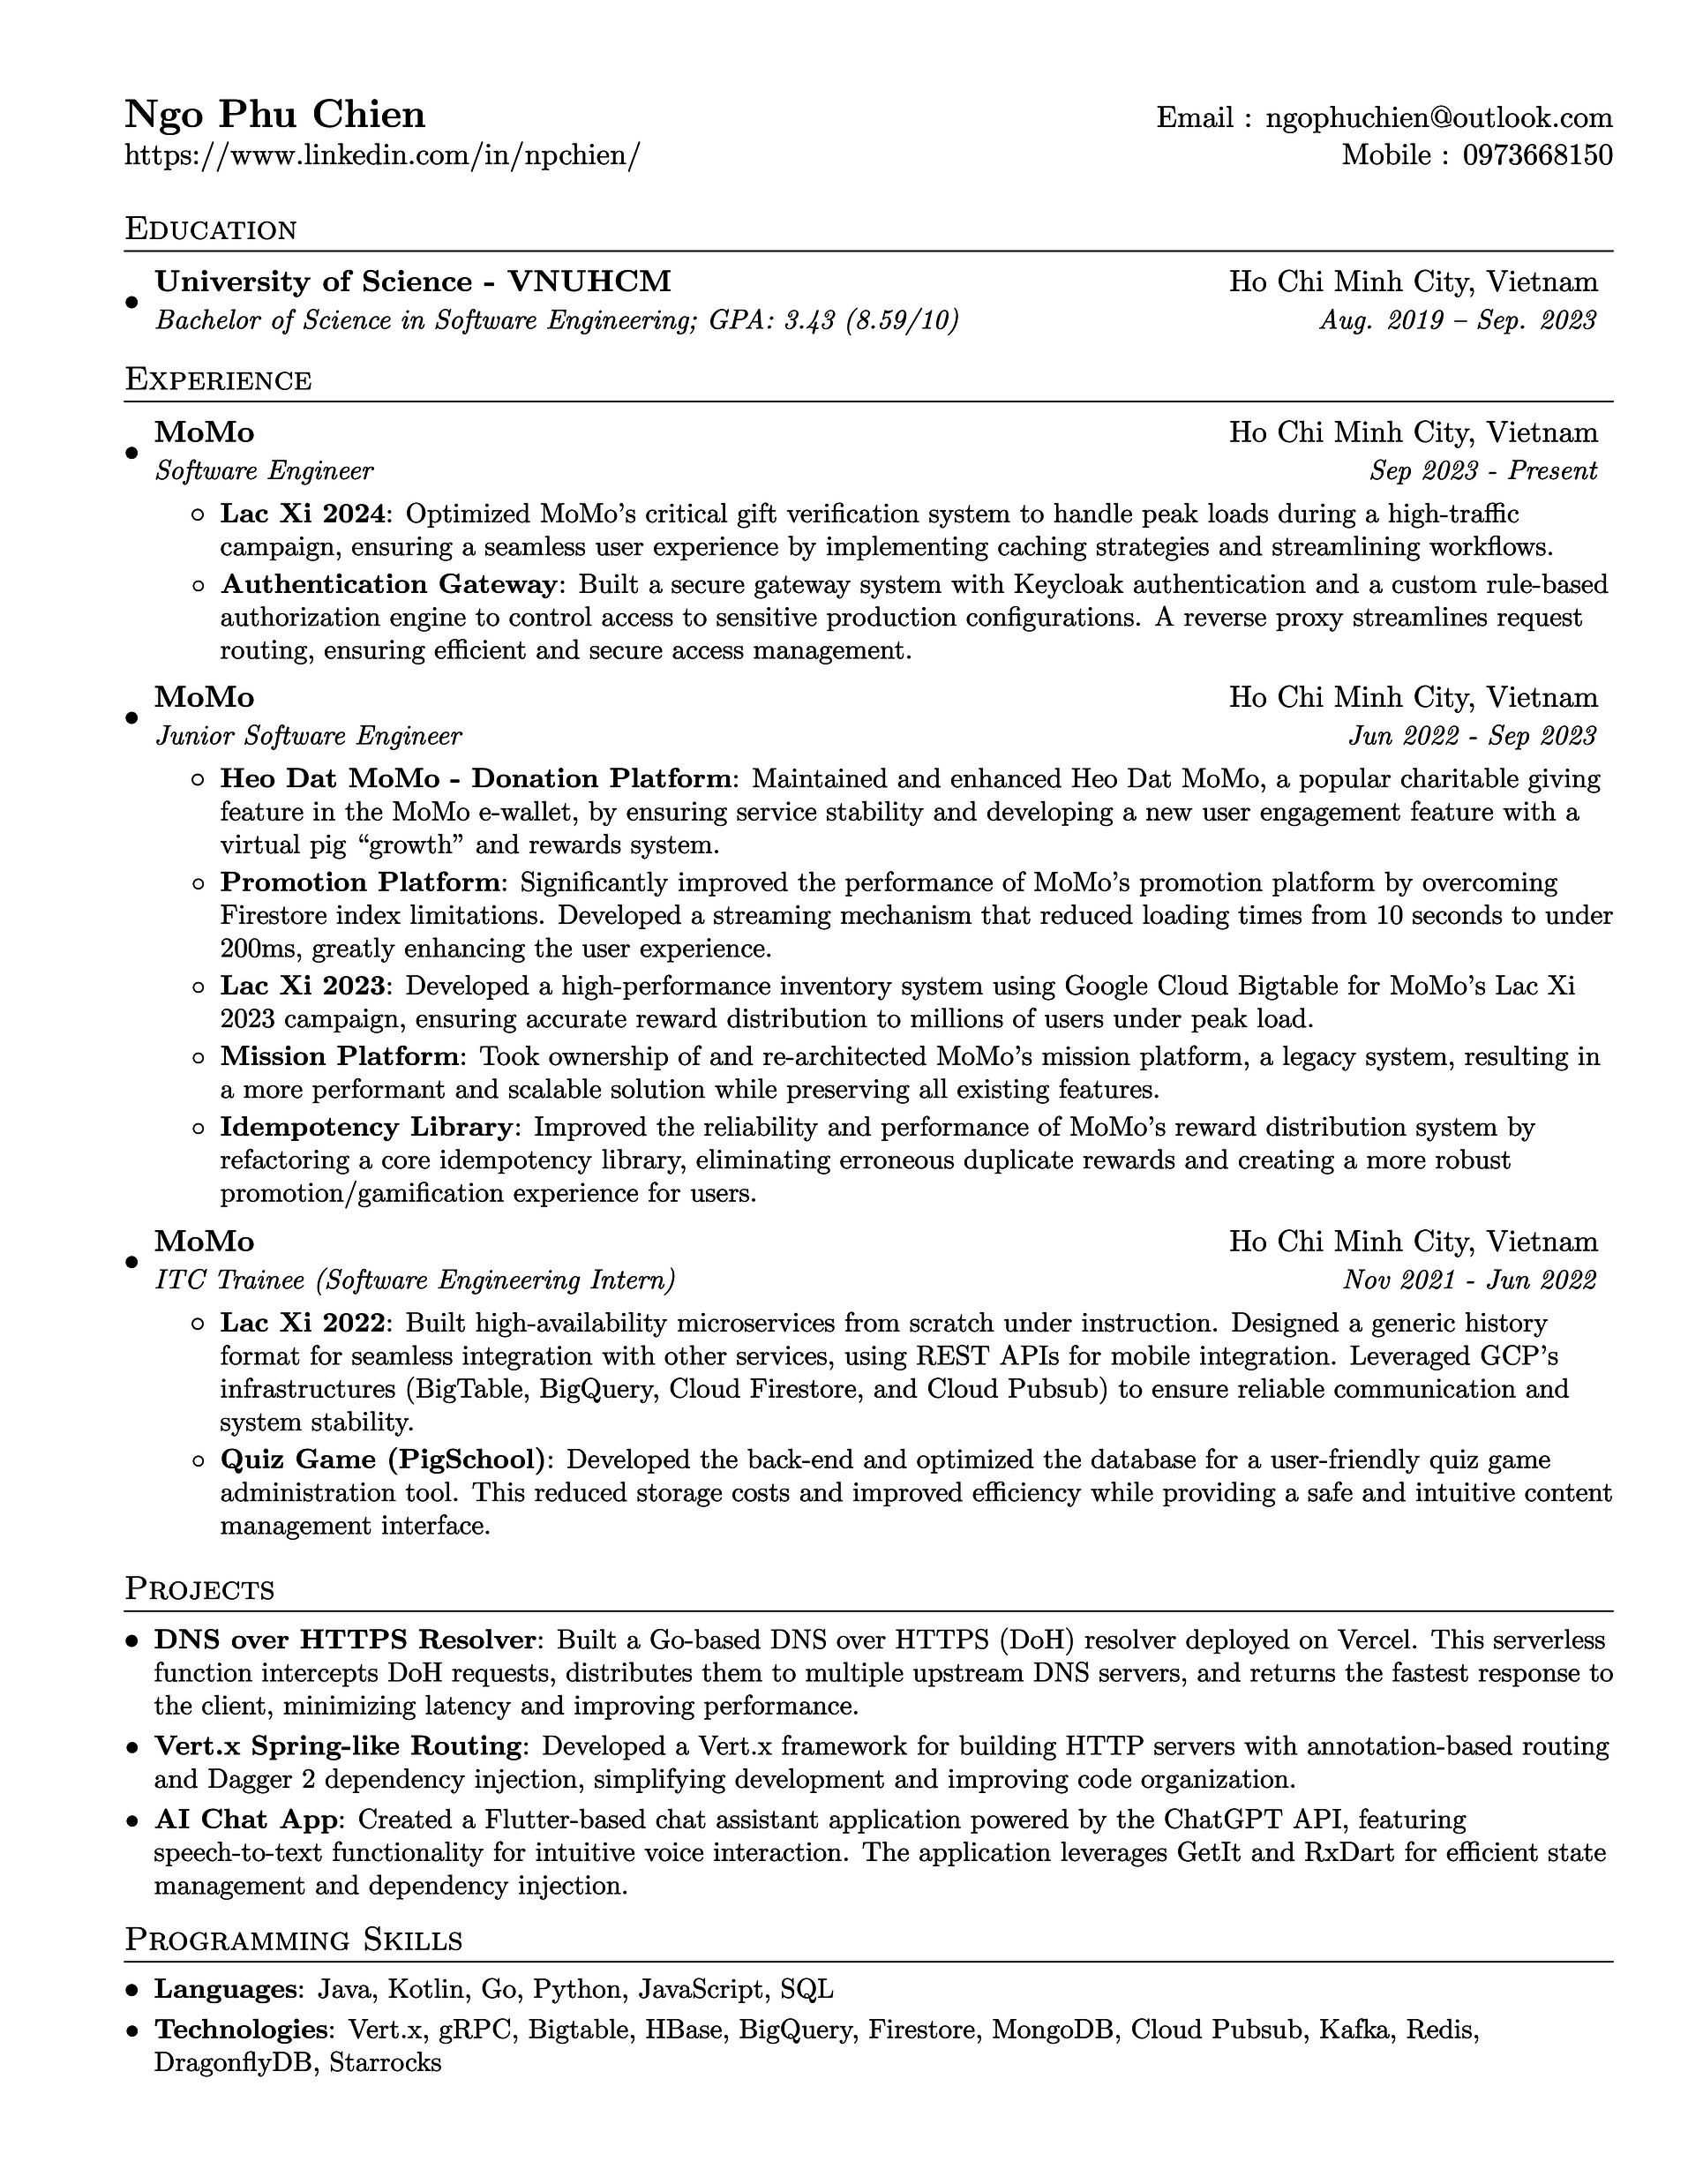 Ngo Phu Chien
Email : ngophuchien@outlook.com
https://www.linkedin.com/in/npchien/
Mobile : 0973668150
Education
University of Science - VNUHCM
Ho Chi Minh City, Vietnam
Bachelor of Science in Software Engineering; GPA: 3.43 (8.59/10)
Aug. 2019 – Sep. 2023
Experience
MoMo
Ho Chi Minh City, Vietnam
Software Engineer
Sep 2023 - Present
Lac Xi 2024: Optimized MoMo's critical gift verification system to handle peak loads during a high-traffic
campaign, ensuring a seamless user experience by implementing caching strategies and streamlining workflows.
Authentication Gateway: Built a secure gateway system with Keycloak authentication and a custom rule-based
authorization engine to control access to sensitive production configurations. A reverse proxy streamlines request
routing, ensuring efficient and secure access management.
MoMo
Ho Chi Minh City, Vietnam
Junior Software Engineer
Jun 2022 - Sep 2023
Heo Dat MoMo - Donation Platform: Maintained and enhanced Heo Dat MoMo, a popular charitable giving
feature in the MoMo e-wallet, by ensuring service stability and developing a new user engagement feature with a
virtual pig “growth” and rewards system.
Promotion Platform: Significantly improved the performance of MoMo's promotion platform by overcoming
Firestore index limitations. Developed a streaming mechanism that reduced loading times from 10 seconds to under
200ms, greatly enhancing the user experience.
Lac Xi 2023: Developed a high-performance inventory system using Google Cloud Bigtable for MoMo's Lac Xi
2023 campaign, ensuring accurate reward distribution to millions of users under peak load.
Mission Platform: Took ownership of and re-architected MoMo's mission platform, a legacy system, resulting in
a more performant and scalable solution while preserving all existing features.
Idempotency Library: Improved the reliability and performance of MoMo's reward distribution system by
refactoring a core idempotency library, eliminating erroneous duplicate rewards and creating a more robust
promotion/gamification experience for users.
MoMo
Ho Chi Minh City, Vietnam
ITC Trainee (Software Engineering Intern)
Nov 2021 - Jun 2022
Lac Xi 2022: Built high-availability microservices from scratch under instruction. Designed a generic history
format for seamless integration with other services, using REST APIs for mobile integration. Leveraged GCP's
infrastructures (BigTable, BigQuery, Cloud Firestore, and Cloud Pubsub) to ensure reliable communication and
system stability.
Quiz Game (PigSchool): Developed the back-end and optimized the database for a user-friendly quiz game
administration tool. This reduced storage costs and improved efficiency while providing a safe and intuitive content
management interface.
Projects
DNS over HTTPS Resolver: Built a Go-based DNS over HTTPS (DoH) resolver deployed on Vercel. This serverless
function intercepts DoH requests, distributes them to multiple upstream DNS servers, and returns the fastest response to
the client, minimizing latency and improving performance.
Vert.x Spring-like Routing: Developed a Vert.x framework for building HTTP servers with annotation-based routing
and Dagger 2 dependency injection, simplifying development and improving code organization.
AI Chat App: Created a Flutter-based chat assistant application powered by the ChatGPT API, featuring
speech-to-text functionality for intuitive voice interaction. The application leverages GetIt and RxDart for efficient state
management and dependency injection.
Programming Skills
Languages: Java, Kotlin, Go, Python, JavaScript, SQL
Technologies: Vert.x, gRPC, Bigtable, HBase, BigQuery, Firestore, MongoDB, Cloud Pubsub, Kafka, Redis,
DragonflyDB, Starrocks